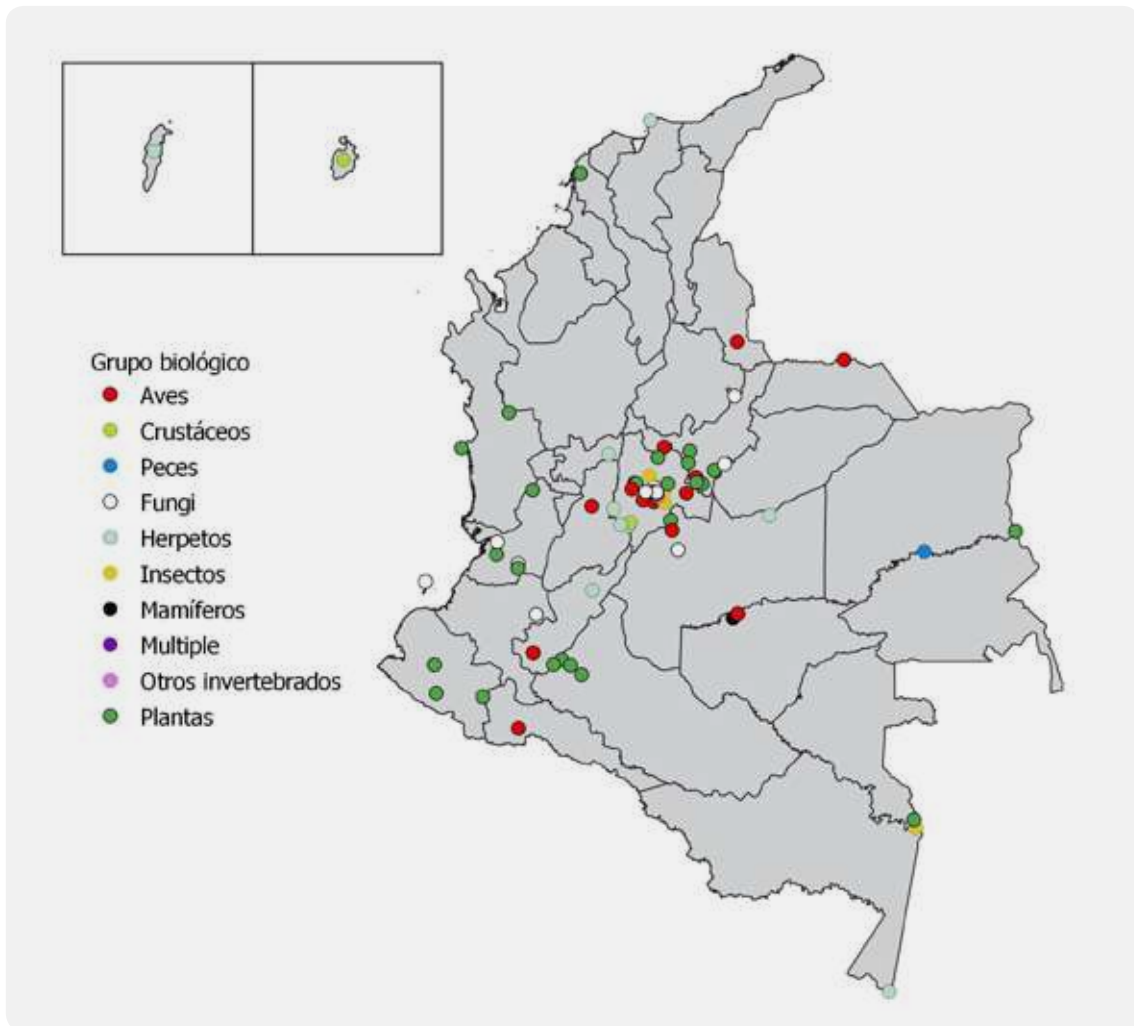 Grupo biológico
Aves
Crustáceos
Peces
Fungi
Herpetos
Insectos
Mamíferos
Multiple
Otros invertebrados
Plantas